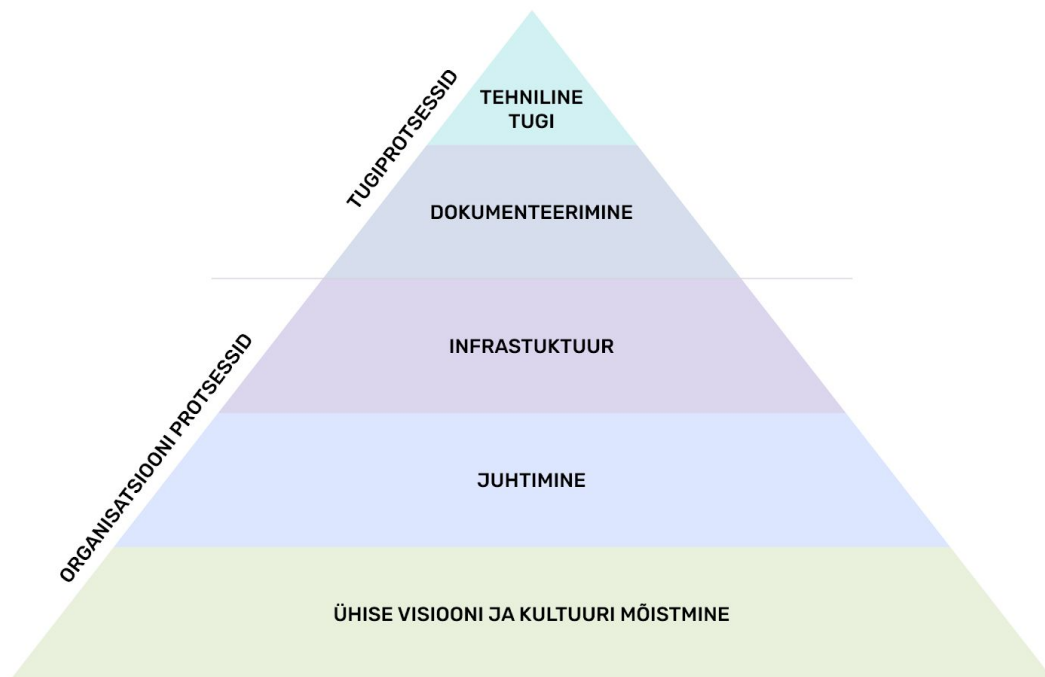 TUGIPROTSESSID
TEHNILINE
TUGI
DOKUMENTEERIMINE
ORGANISATSIOONI PROTSESSID
INFRASTUKTUUR
JUHTIMINE
ÜHISE VISIOONI JA KULTUURI MÕISTMINE